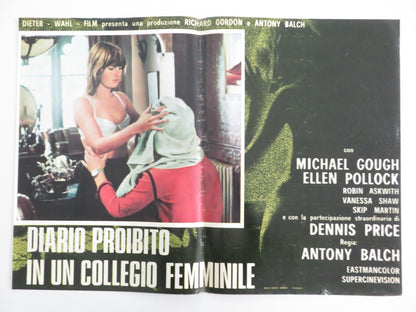 DIETER - WAHL - FILM presenta una produzione RICHARD GORDON e ANTONY BALCH
con
MICHAEL GOUGH
ELLEN POLLOCK
ROBIN ASKWITH
VANESSA SHAW
SKIP MARTIN
e con la partecipazione straordinaria di
DENNIS PRICE
Regia:
ANTONY BALCH
EASTMANCOLOR
SUPERCINEVISION
DIARIO PROIBITO
IN UN COLLEGIO FEMMINILE